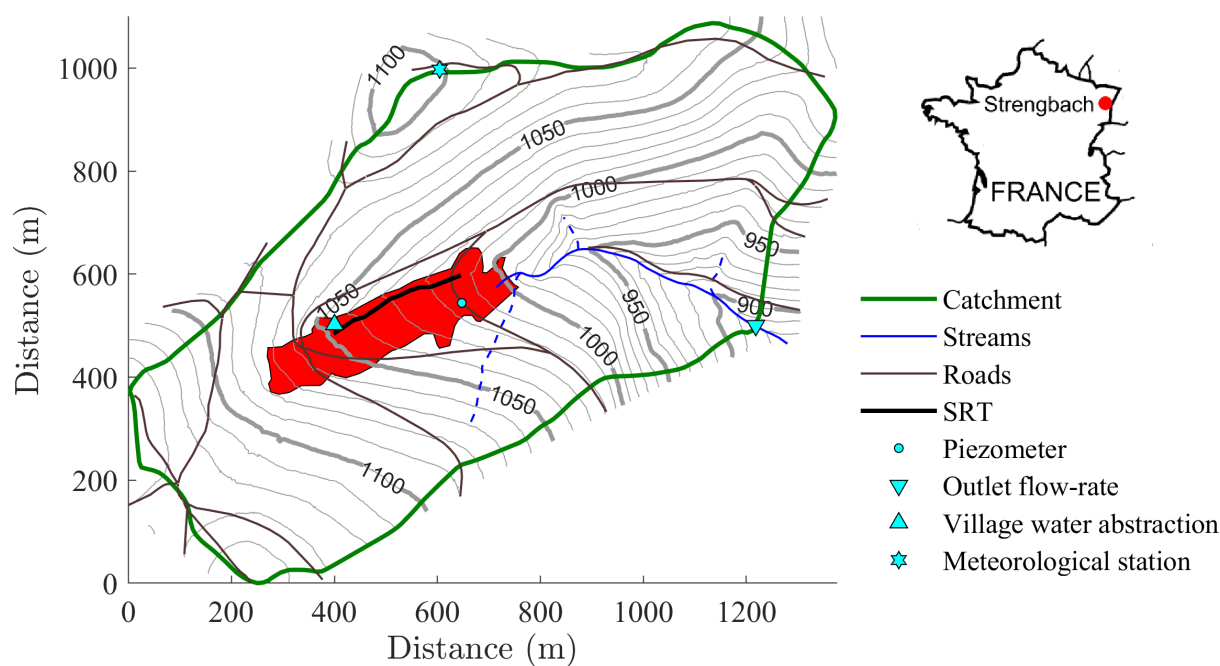 1100
1050
1000
950
900
1050
950
1000
1050
1100
1000
800
600
400
200
0
0
200
400
600
800
1000
1200
Distance (m)
Distance (m)
Strengbach
FRANCE
Catchment
Streams
Roads
SRT
Piezometer
Outlet flow-rate
Village water abstraction
Meteorological station